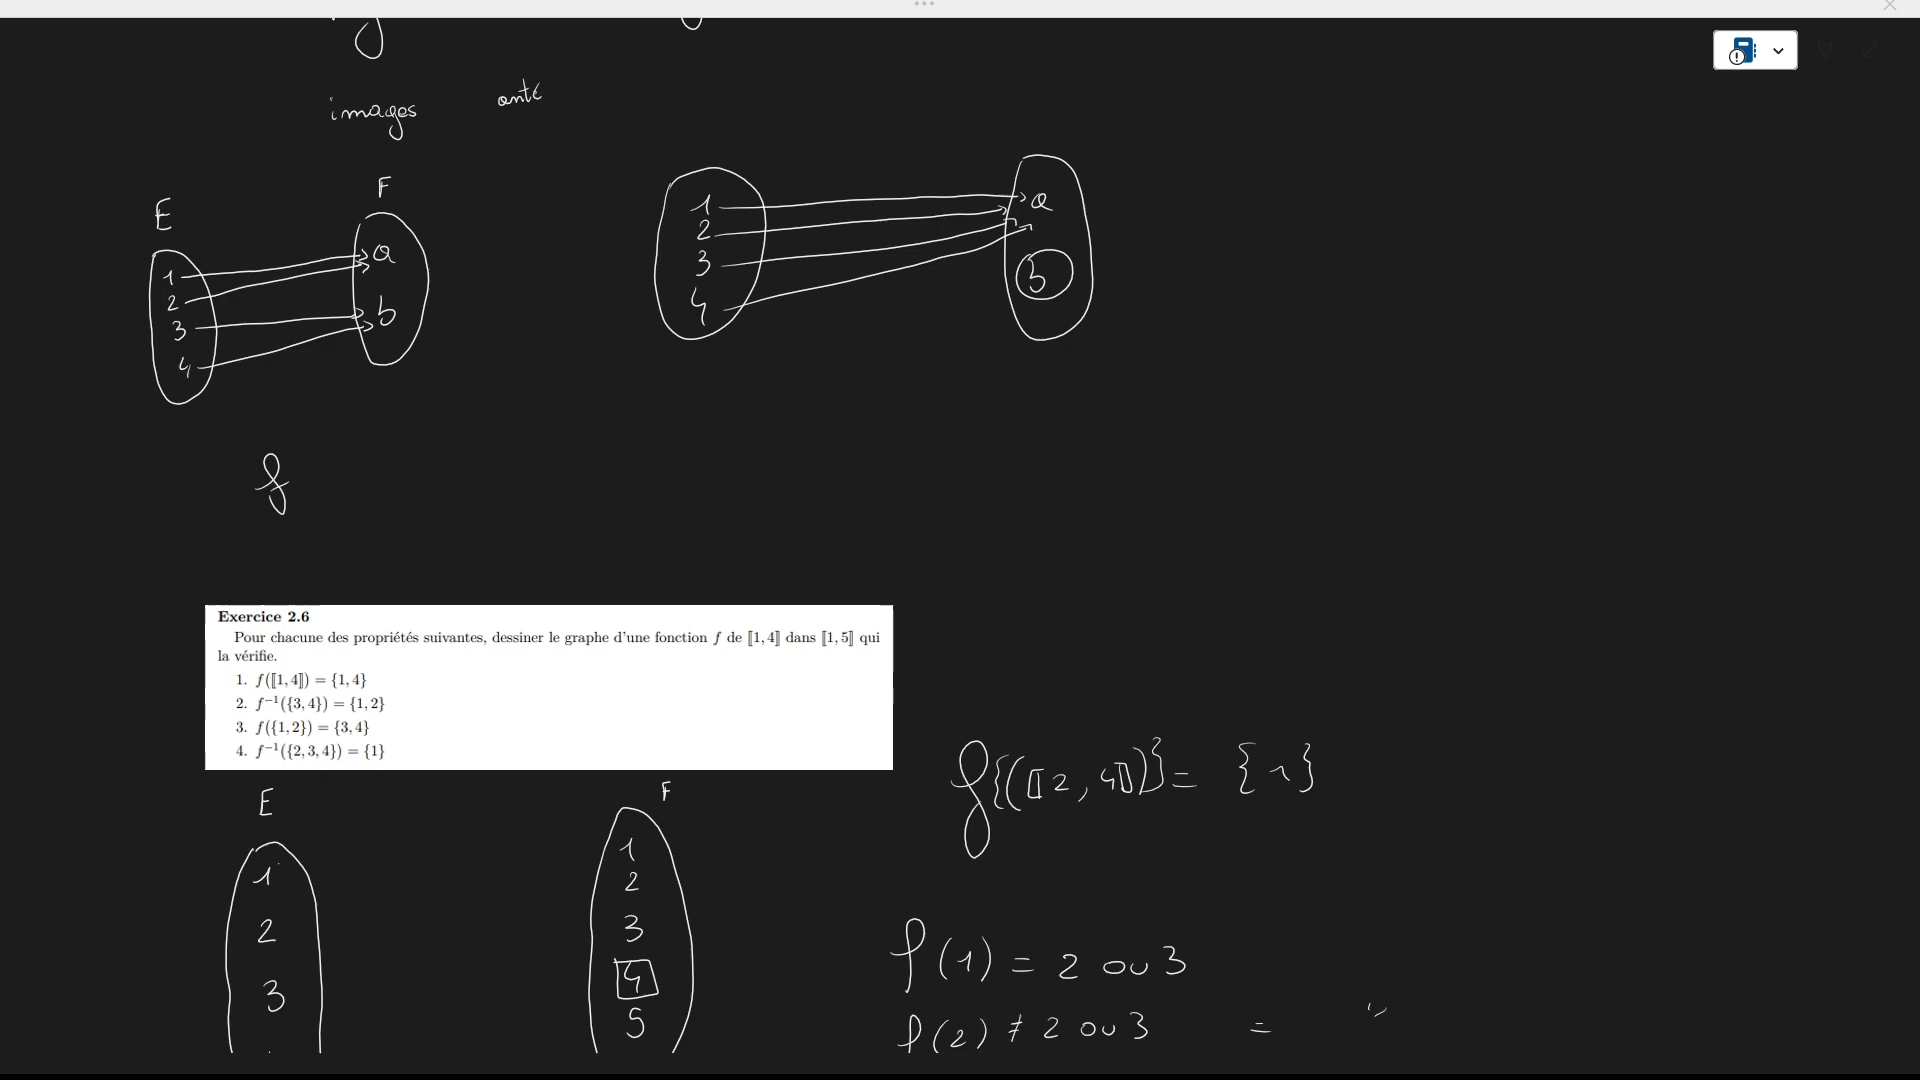 images anté
E F
1 a
2
3 b
4
1 a
2
3 b
4
f
Exercice 2.6
Pour chacune des propriétés suivantes, dessiner le graphe d'une fonction f de ⟦1, 4⟧ dans ⟦1, 5⟧ qui
la vérifie.
1. f(⟦1, 4⟧) = {1, 4}
2. f⁻¹({3, 4}) = {1, 2}
3. f({1, 2}) = {3, 4}
4. f⁻¹({2, 3, 4}) = {1}
E F
1
2
3
1
2
3
4
5
f{(⟦2, 4⟧)} = {1}
f(1) = 2 ou 3
f(2) ≠ 2 ou 3 =